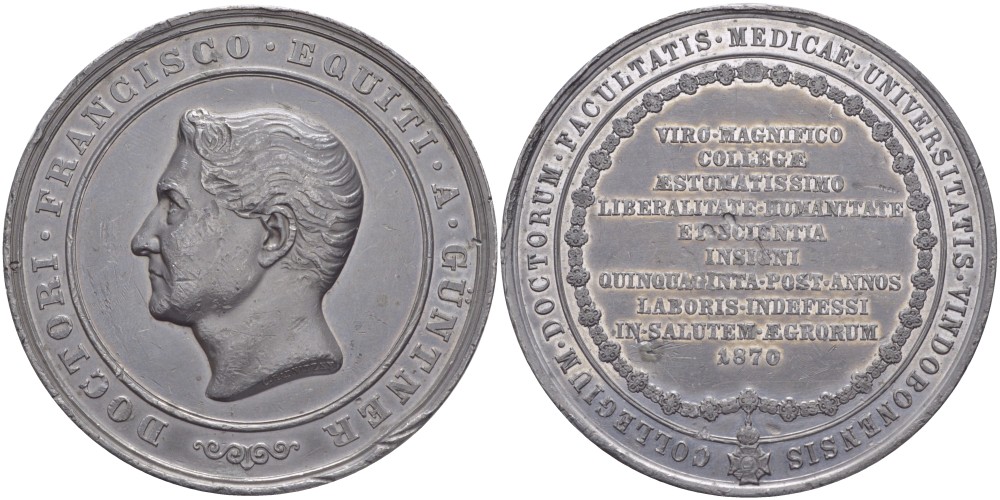 DOCTORI · FRANCISCO · EQUITI · A · GÜNTNER
COLLEGIUM · DOCTORUM · FACULTATIS · MEDICAE · UNIVERSITATIS · VINDOBONENSIS
VIRO · MAGNIFICO
COLLEGÆ
ÆSTUMATISSIMO
LIBERALITATE · HUMANITATE
ET · SCIENTIA
INSIGNI
QUINQUAGINTA · POST · ANNOS
LABORIS · INDEFESSI
IN · SALUTEM · ÆGRORUM
1870